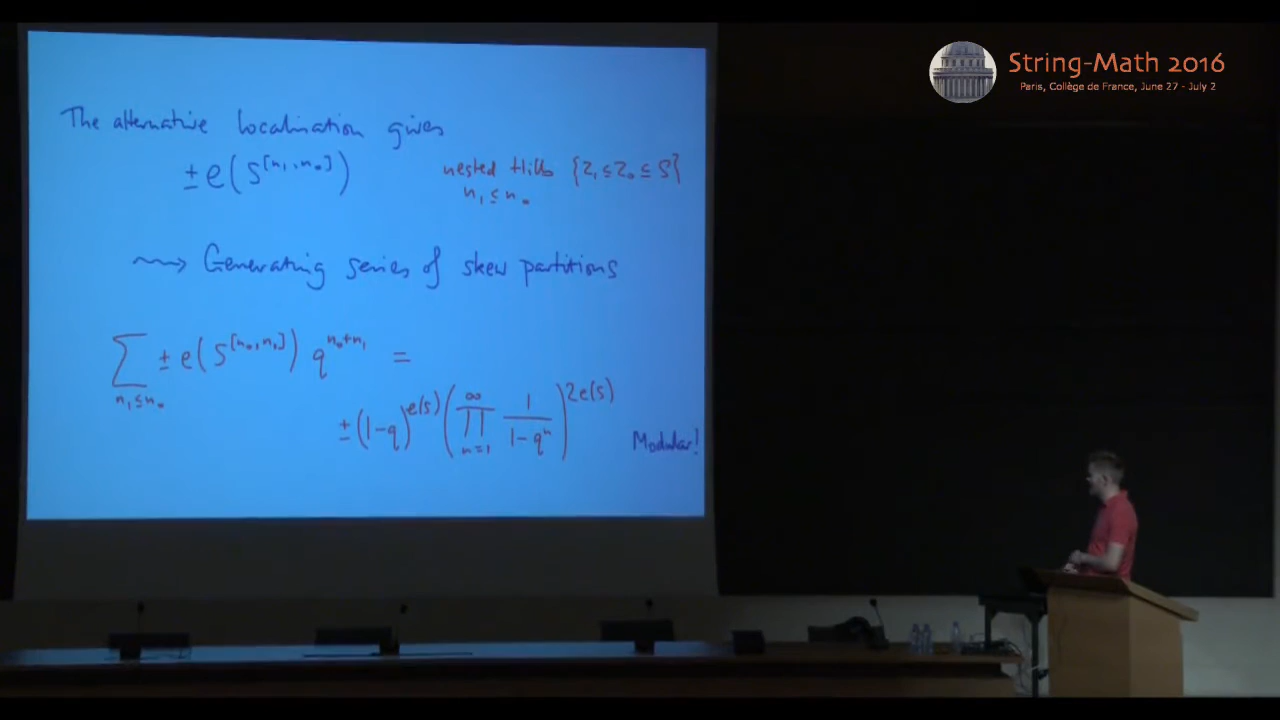 String-Math 2016
Paris, Collège de France, June 27 - July 2
The alternative localisation gives
± e(S^{[n₁,n₀]}) nested Hilb {Z₁ ⊆ Z₀ ⊆ S}
n₁ ≤ n₀
⇝ Generating series of skew partitions
∑_{n₁≤n₀} ± e(S^{[n₀,n₁]}) q^{n₀+n₁} =
± (1-q)^{e(S)} (∏_{n=1}^{∞} 1/(1-qⁿ))^{2e(S)} Modular!